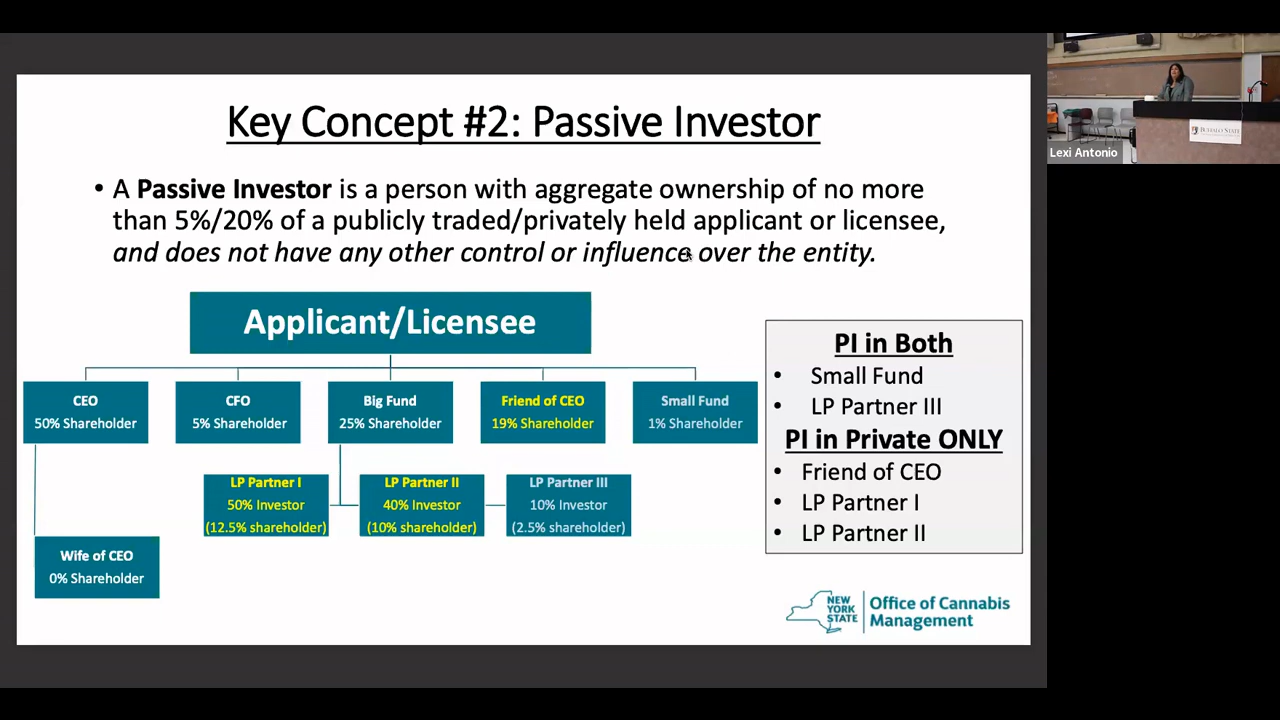 Key Concept #2: Passive Investor
• A Passive Investor is a person with aggregate ownership of no more
than 5%/20% of a publicly traded/privately held applicant or licensee,
and does not have any other control or influence over the entity.
Applicant/Licensee
CEO
50% Shareholder
CFO
5% Shareholder
Big Fund
25% Shareholder
Friend of CEO
19% Shareholder
Small Fund
1% Shareholder
LP Partner I
50% Investor
(12.5% shareholder)
LP Partner II
40% Investor
(10% shareholder)
LP Partner III
10% Investor
(2.5% shareholder)
Wife of CEO
0% Shareholder
PI in Both
• Small Fund
• LP Partner III
PI in Private ONLY
• Friend of CEO
• LP Partner I
• LP Partner II
NEW
YORK
STATE
Office of Cannabis
Management
Lexi Antonio
BUFFALO STATE